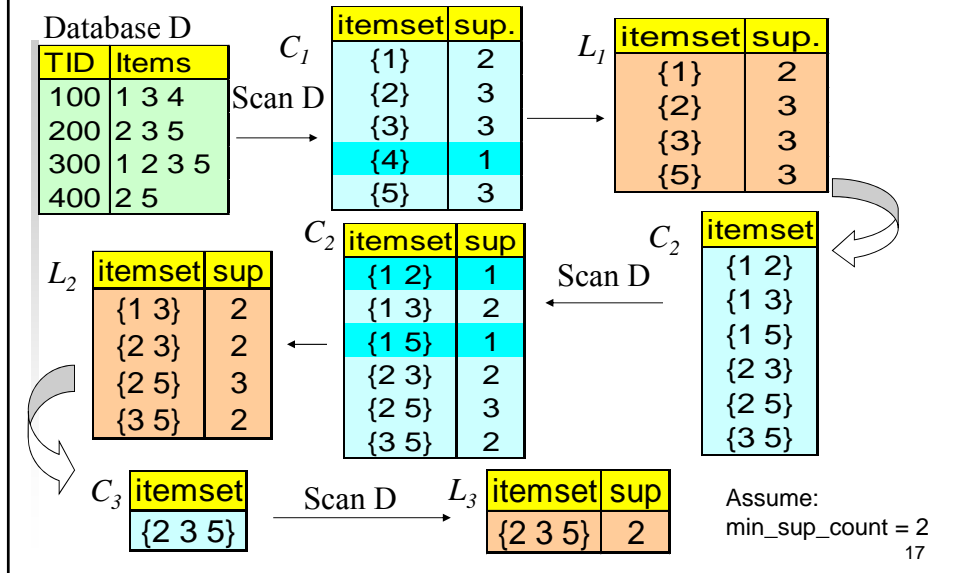 Database D
TID Items
100 1 3 4
200 2 3 5
300 1 2 3 5
400 2 5
Scan D
C1
itemset sup.
{1} 2
{2} 3
{3} 3
{4} 1
{5} 3
L1
itemset sup.
{1} 2
{2} 3
{3} 3
{5} 3
C2
itemset
{1 2}
{1 3}
{1 5}
{2 3}
{2 5}
{3 5}
Scan D
C2
itemset sup
{1 2} 1
{1 3} 2
{1 5} 1
{2 3} 2
{2 5} 3
{3 5} 2
L2
itemset sup
{1 3} 2
{2 3} 2
{2 5} 3
{3 5} 2
C3
itemset
{2 3 5}
Scan D
L3
itemset sup
{2 3 5} 2
Assume:
min_sup_count = 2
17